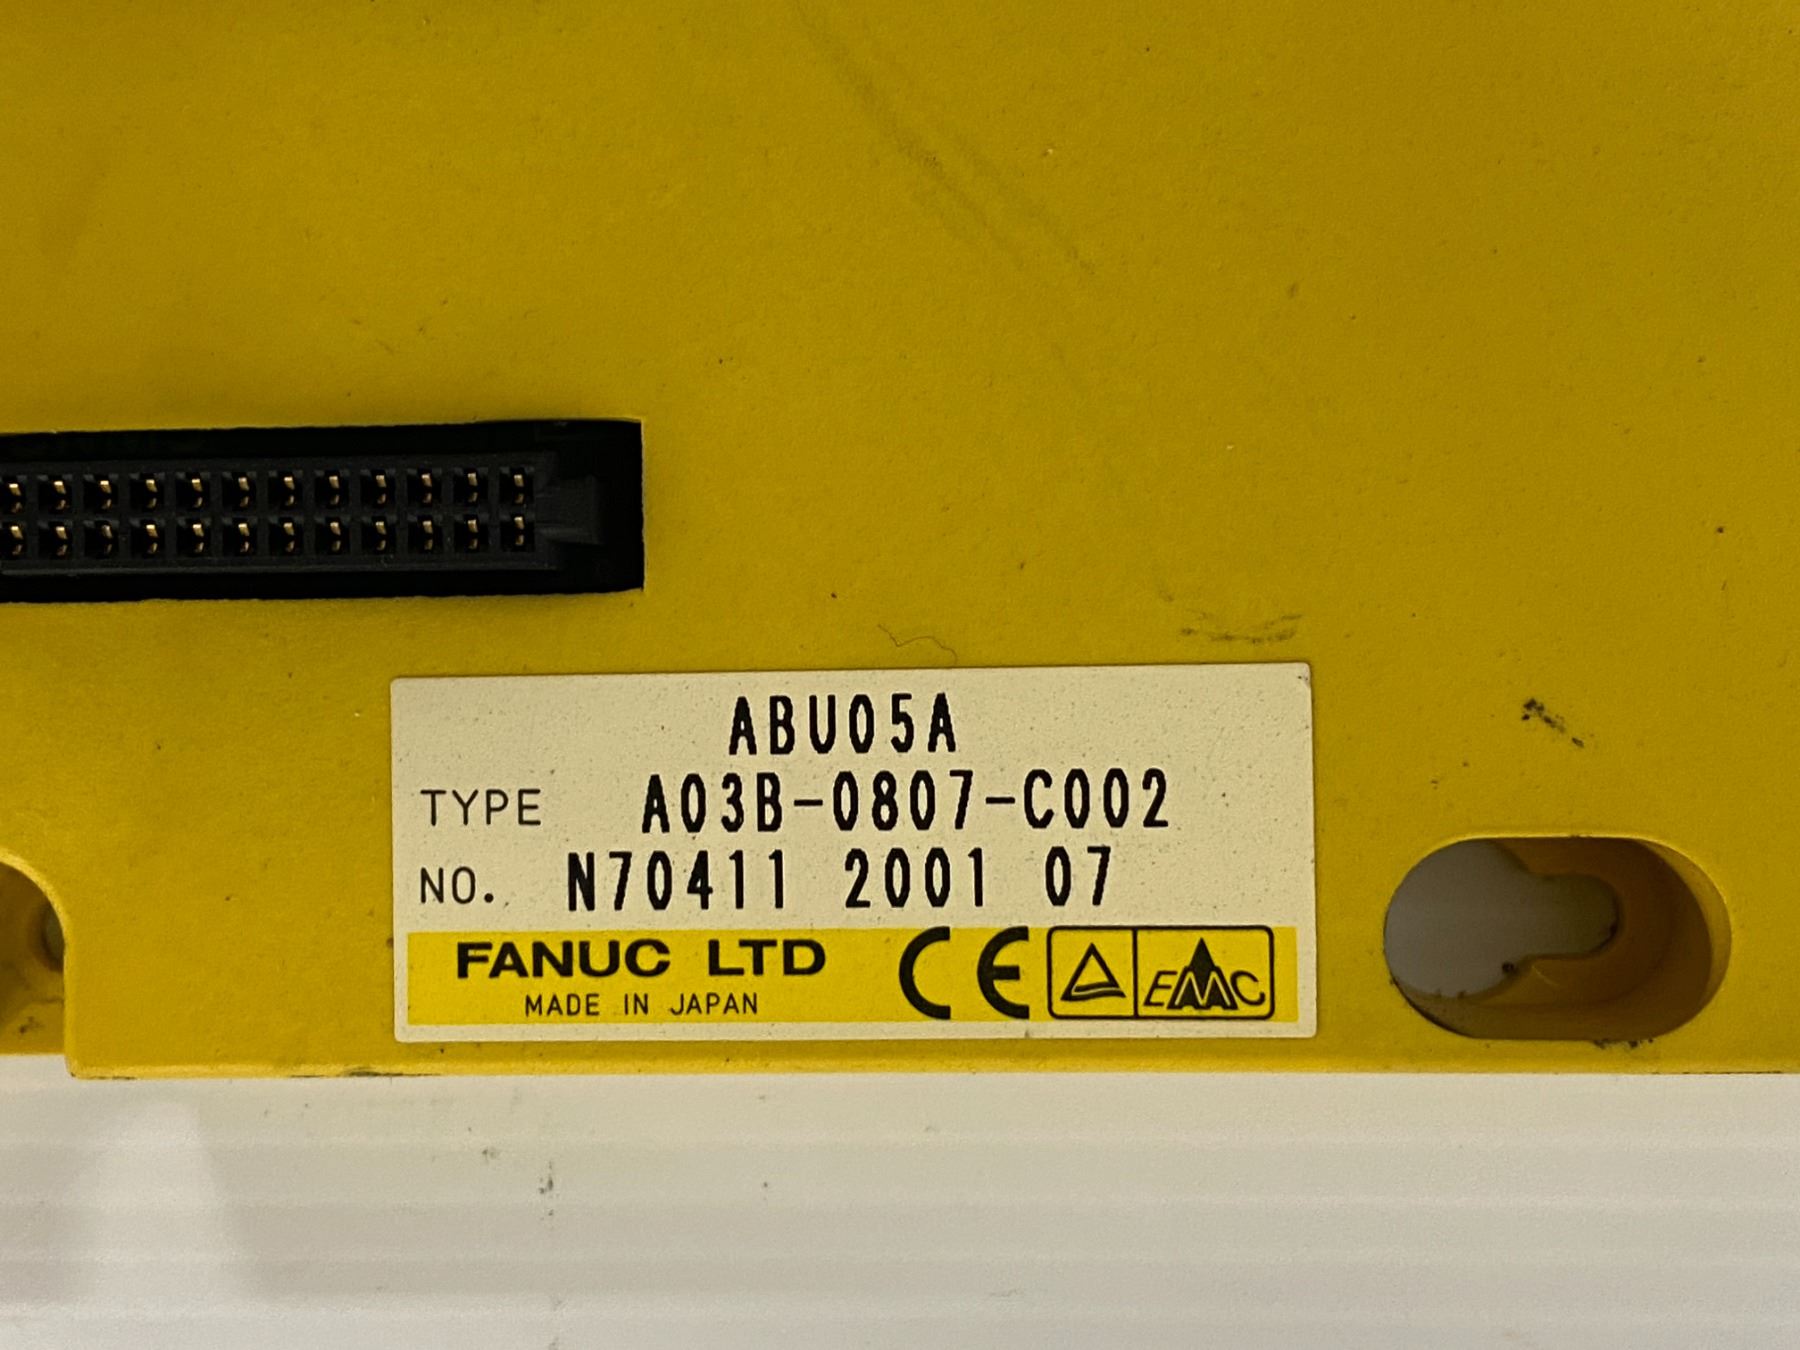 ABU05A
TYPE A03B-0807-C002
NO. N70411 2001 07
FANUC LTD
MADE IN JAPAN
CE EMC